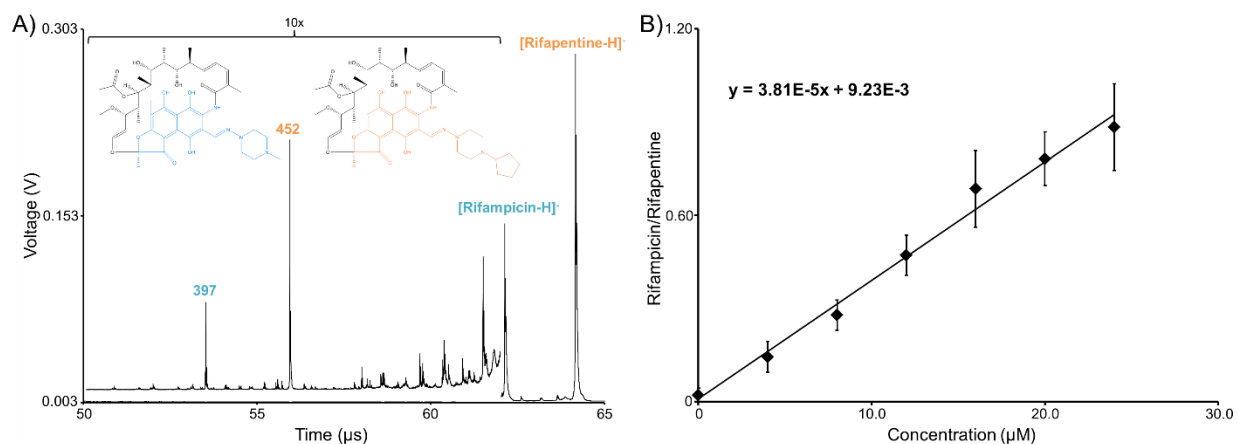 A)
10x
0.303
[Rifapentine-H]-
452
397
[Rifampicin-H]-
Voltage (V)
0.153
0.003
50
55
60
65
Time (µs)
B)
1.20
y = 3.81E-5x + 9.23E-3
Rifampicin/Rifapentine
0.60
0
0
10.0
20.0
30.0
Concentration (µM)